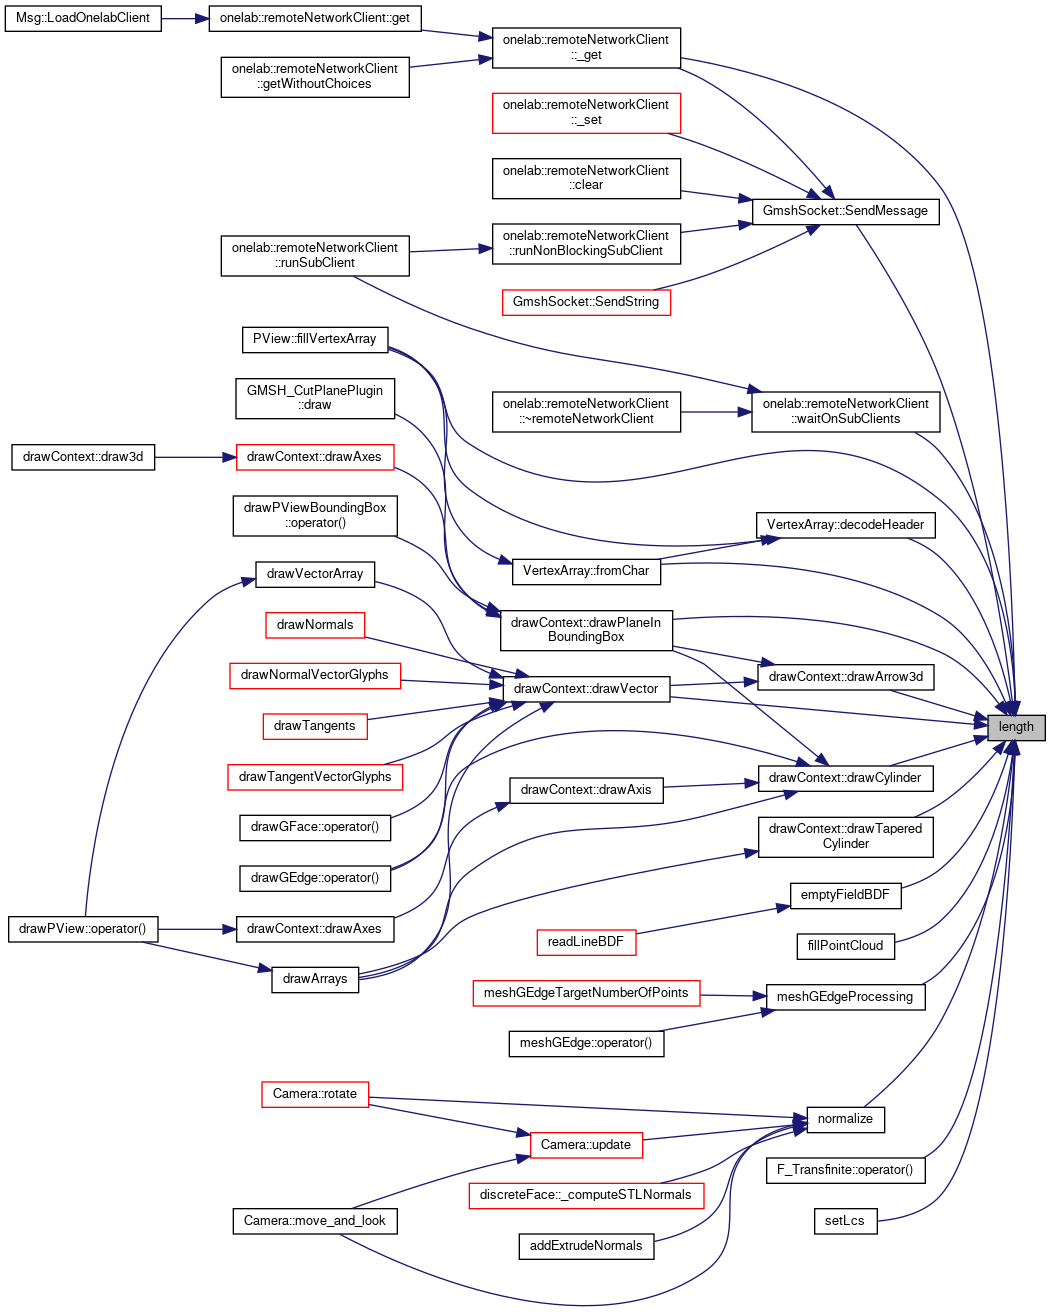 Msg::LoadOnelabClient
onelab::remoteNetworkClient::get
onelab::remoteNetworkClient
::_get
onelab::remoteNetworkClient
::getWithoutChoices
onelab::remoteNetworkClient
::_set
onelab::remoteNetworkClient
::clear
GmshSocket::SendMessage
onelab::remoteNetworkClient
::runSubClient
onelab::remoteNetworkClient
::runNonBlockingSubClient
GmshSocket::SendString
PView::fillVertexArray
GMSH_CutPlanePlugin
::draw
onelab::remoteNetworkClient
::~remoteNetworkClient
onelab::remoteNetworkClient
::waitOnSubClients
drawContext::draw3d
drawContext::drawAxes
drawPViewBoundingBox
::operator()
VertexArray::decodeHeader
VertexArray::fromChar
drawVectorArray
drawNormals
drawContext::drawPlaneIn
BoundingBox
drawNormalVectorGlyphs
drawContext::drawVector
drawContext::drawArrow3d
drawTangents
length
drawTangentVectorGlyphs
drawContext::drawAxis
drawContext::drawCylinder
drawGFace::operator()
drawContext::drawTapered
Cylinder
drawGEdge::operator()
emptyFieldBDF
drawPView::operator()
drawContext::drawAxes
readLineBDF
fillPointCloud
drawArrays
meshGEdgeTargetNumberOfPoints
meshGEdgeProcessing
meshGEdge::operator()
Camera::rotate
normalize
Camera::update
F_Transfinite::operator()
discreteFace::_computeSTLNormals
Camera::move_and_look
setLcs
addExtrudeNormals